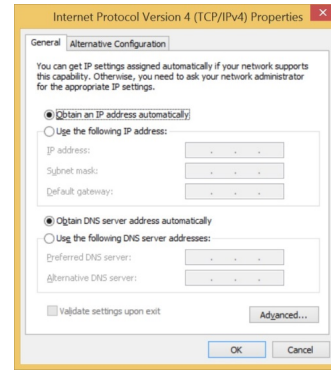 Internet Protocol Version 4 (TCP/IPv4) Properties
General
Alternative Configuration
You can get IP settings assigned automatically if your network supports
this capability. Otherwise, you need to ask your network administrator
for the appropriate IP settings.
Obtain an IP address automatically
Use the following IP address:
IP address:
Subnet mask:
Default gateway:
Obtain DNS server address automatically
Use the following DNS server addresses:
Preferred DNS server:
Alternative DNS server:
Validate settings upon exit
Advanced...
OK
Cancel